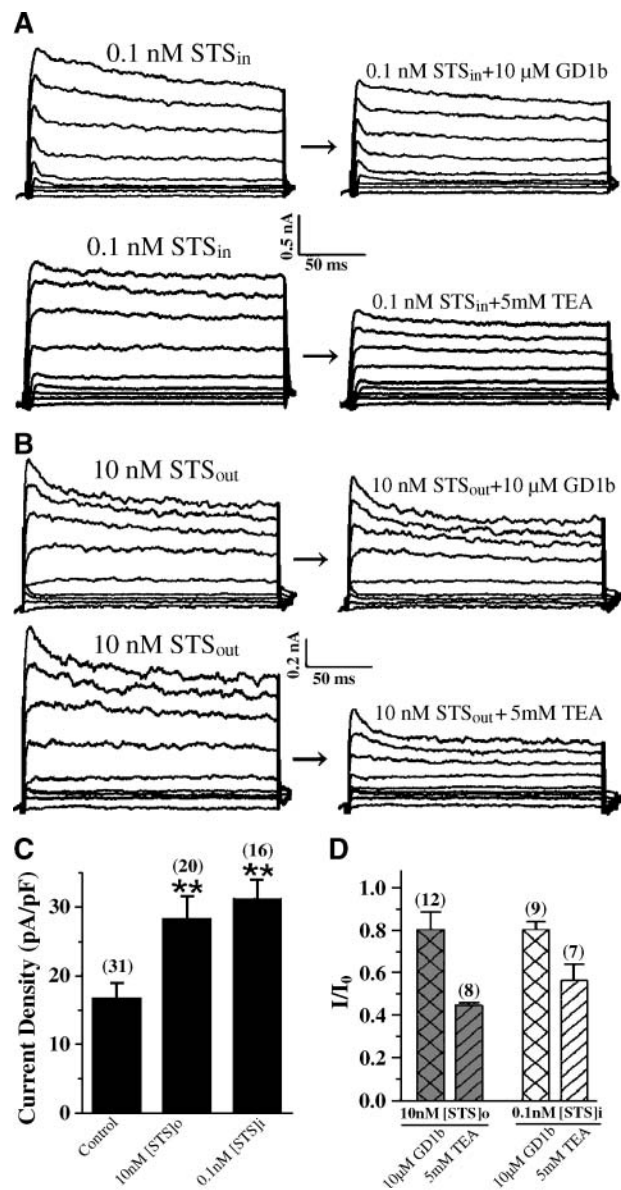 A
0.1 nM STSin
0.1 nM STSin+10 µM GD1b
→
0.5 nA
50 ms
0.1 nM STSin
0.1 nM STSin+5mM TEA
→
B
10 nM STSout
10 nM STSout+10 µM GD1b
→
0.2 nA
50 ms
10 nM STSout
10 nM STSout+5mM TEA
→
C
Current Density (pA/pF)
30
20
10
0
(31)
(20)
**
(16)
**
Control
10nM [STS]o
0.1nM [STS]i
D
I/I0
1.0
0.8
0.6
0.4
0.2
0.0
(12)
(8)
(9)
(7)
10nM [STS]o
0.1nM [STS]i
10µM GD1b
5mM TEA
10µM GD1b
5mM TEA